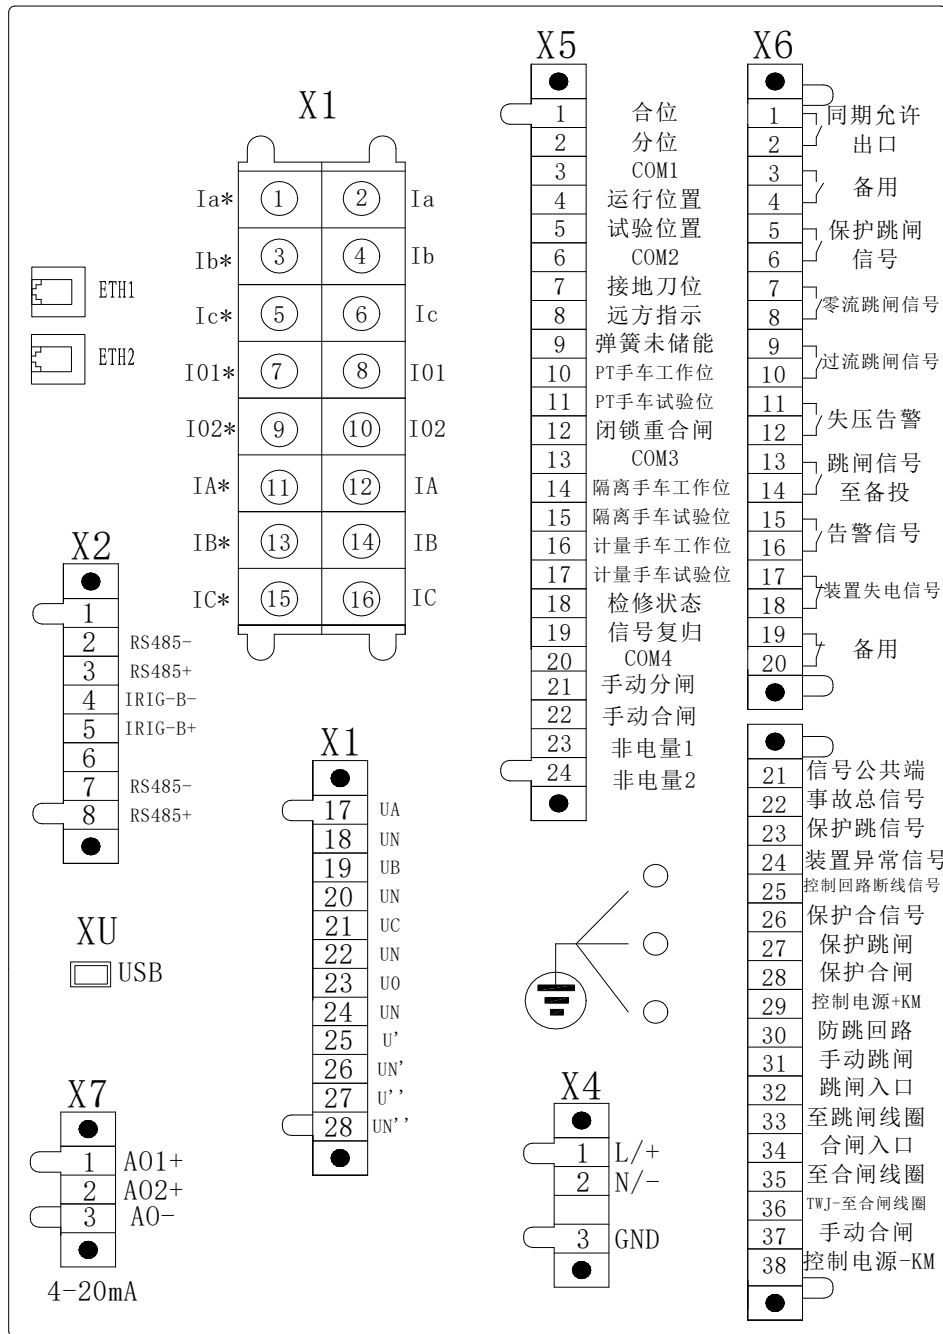 X1
Ia* 1 2 Ia
Ib* 3 4 Ib
Ic* 5 6 Ic
I01* 7 8 I01
I02* 9 10 I02
IA* 11 12 IA
IB* 13 14 IB
IC* 15 16 IC
ETH1
ETH2
X2
1
2 RS485-
3 RS485+
4 IRIG-B-
5 IRIG-B+
6
7 RS485-
8 RS485+
XU
USB
X7
1 AO1+
2 AO2+
3 AO-
4-20mA
X1
17 UA
18 UN
19 UB
20 UN
21 UC
22 UN
23 U0
24 UN
25 U'
26 UN'
27 U''
28 UN''
X5
1 合位
2 分位
3 COM1
4 运行位置
5 试验位置
6 COM2
7 接地刀位
8 远方指示
9 弹簧未储能
10 PT手车工作位
11 PT手车试验位
12 闭锁重合闸
13 COM3
14 隔离手车工作位
15 隔离手车试验位
16 计量手车工作位
17 计量手车试验位
18 检修状态
19 信号复归
20 COM4
21 手动分闸
22 手动合闸
23 非电量1
24 非电量2
X4
1 L/+
2 N/-
3 GND
X6
1 同期允许
2 出口
3
4 备用
5 保护跳闸
6 信号
7
8 零流跳闸信号
9
10 过流跳闸信号
11
12 失压告警
13 跳闸信号
14 至备投
15
16 告警信号
17
18 装置失电信号
19
20 备用
21 信号公共端
22 事故总信号
23 保护跳信号
24 装置异常信号
25 控制回路断线信号
26 保护合信号
27 保护跳闸
28 保护合闸
29 控制电源+KM
30 防跳回路
31 手动跳闸
32 跳闸入口
33 至跳闸线圈
34 合闸入口
35 至合闸线圈
36 TWJ-至合闸线圈
37 手动合闸
38 控制电源-KM